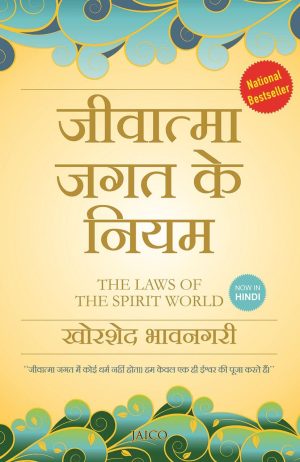 National
Bestseller
जीवात्मा
जगत के
नियम
THE LAWS OF
THE SPIRIT WORLD
NOW IN
HINDI
खोरशेद भावनगरी
"जीवात्मा जगत में कोई धर्म नहीं होता। हम केवल एक ही ईश्वर की पूजा करते हैं।"
JAICO